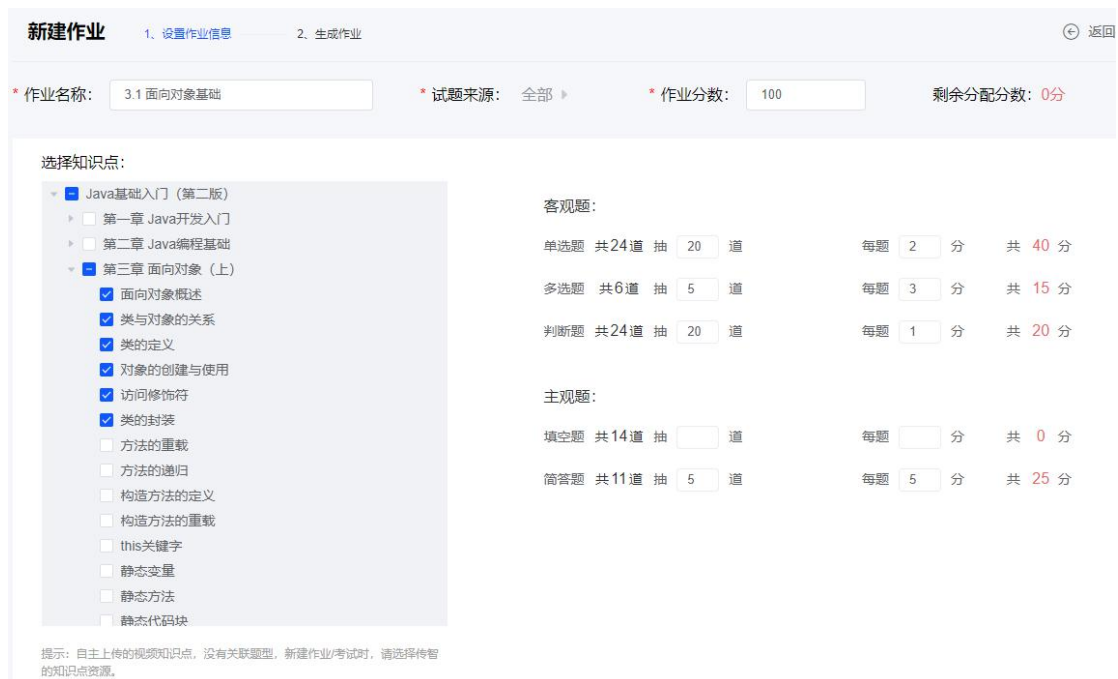 新建作业 1、设置作业信息 2、生成作业 返回
* 作业名称： 3.1 面向对象基础 * 试题来源： 全部 * 作业分数： 100 剩余分配分数：0分
选择知识点：
Java基础入门（第二版）
第一章 Java开发入门
第二章 Java编程基础
第三章 面向对象（上）
面向对象概述
类与对象的关系
类的定义
对象的创建与使用
访问修饰符
类的封装
方法的重载
方法的递归
构造方法的定义
构造方法的重载
this关键字
静态变量
静态方法
静态代码块
提示：自主上传的视频知识点，没有关联题型，新建作业/考试时，请选择传智
的知识点资源。
客观题：
单选题 共24道 抽 20 道 每题 2 分 共 40 分
多选题 共6道 抽 5 道 每题 3 分 共 15 分
判断题 共24道 抽 20 道 每题 1 分 共 20 分
主观题：
填空题 共14道 抽 道 每题 分 共 0 分
简答题 共11道 抽 5 道 每题 5 分 共 25 分